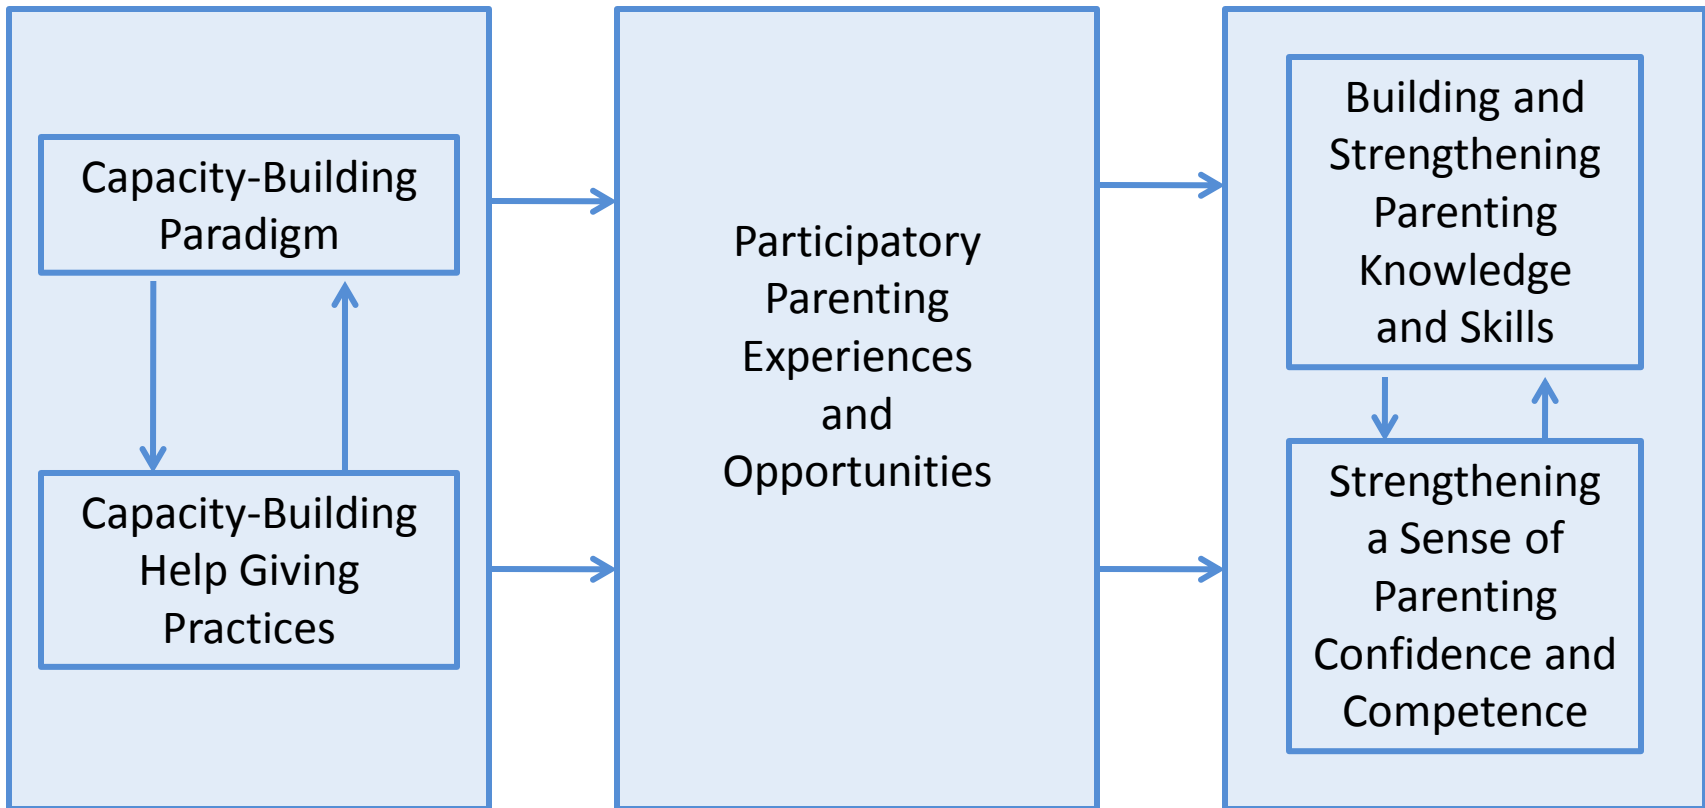 Capacity-Building
Paradigm
Capacity-Building
Help Giving
Practices
Participatory
Parenting
Experiences
and
Opportunities
Building and
Strengthening
Parenting
Knowledge
and Skills
Strengthening
a Sense of
Parenting
Confidence and
Competence